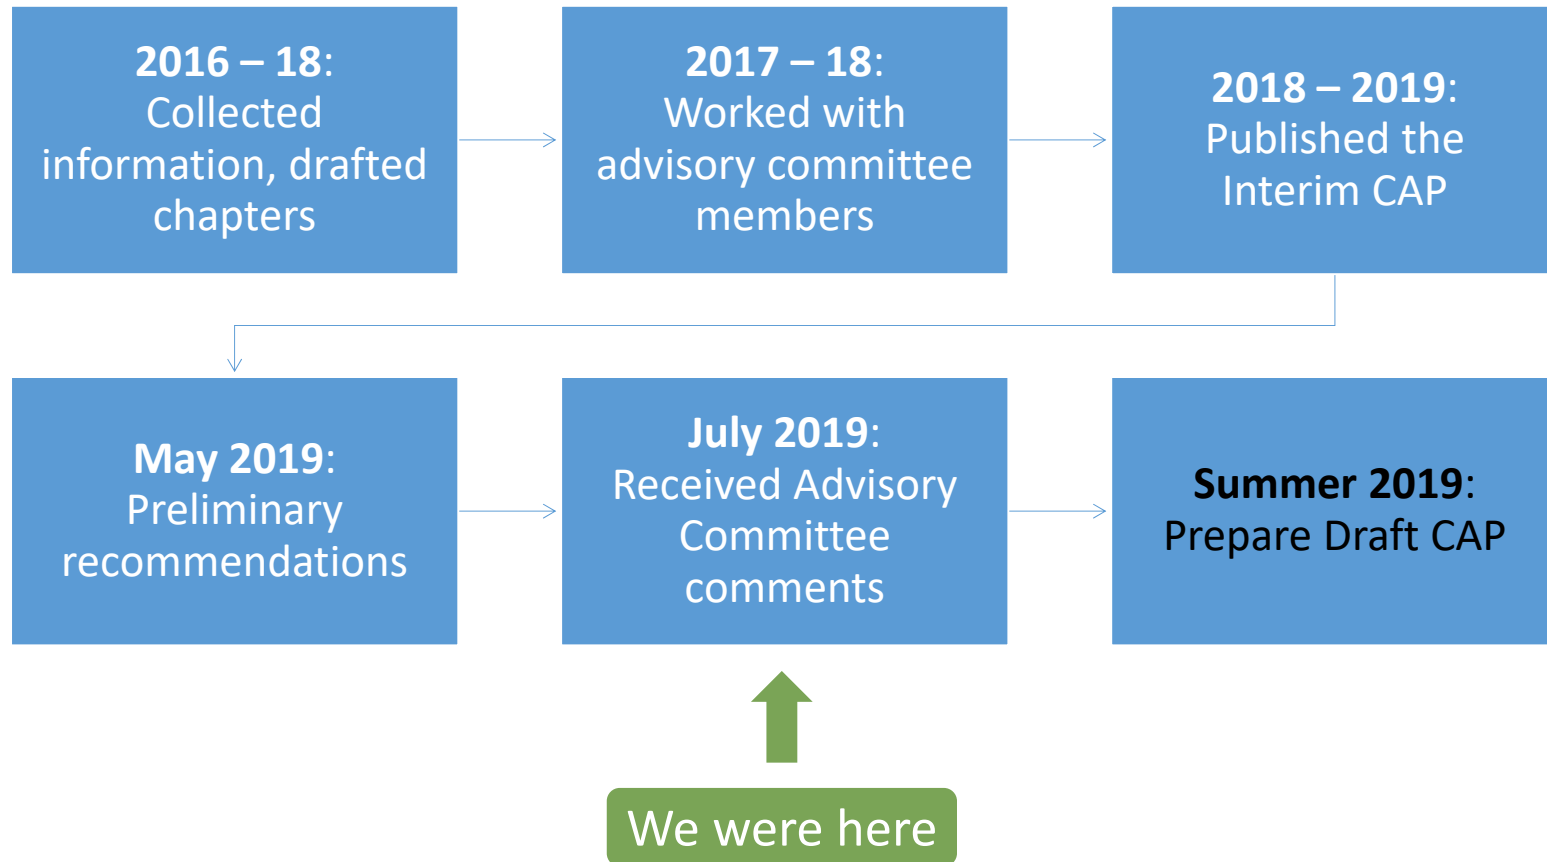 2016 – 18:
Collected
information, drafted
chapters
2017 – 18:
Worked with
advisory committee
members
2018 – 2019:
Published the
Interim CAP
May 2019:
Preliminary
recommendations
July 2019:
Received Advisory
Committee
comments
Summer 2019:
Prepare Draft CAP
We were here